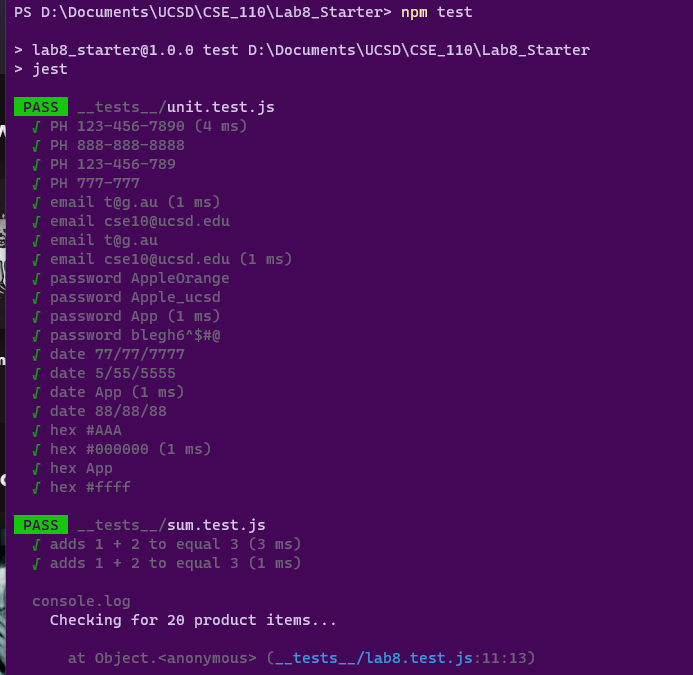 PS D:\Documents\UCSD\CSE_110\Lab8_Starter> npm test
> lab8_starter@1.0.0 test D:\Documents\UCSD\CSE_110\Lab8_Starter
> jest
PASS __tests__/unit.test.js
√ PH 123-456-7890 (4 ms)
√ PH 888-888-8888
√ PH 123-456-789
√ PH 777-777
√ email t@g.au (1 ms)
√ email cse10@ucsd.edu
√ email t@g.au
√ email cse10@ucsd.edu (1 ms)
√ password AppleOrange
√ password Apple_ucsd
√ password App (1 ms)
√ password blegh6^$#@
√ date 77/77/7777
√ date 5/55/5555
√ date App (1 ms)
√ date 88/88/88
√ hex #AAA
√ hex #000000 (1 ms)
√ hex App
√ hex #ffff
PASS __tests__/sum.test.js
√ adds 1 + 2 to equal 3 (3 ms)
√ adds 1 + 2 to equal 3 (1 ms)
console.log
Checking for 20 product items...
at Object.<anonymous> (__tests__/lab8.test.js:11:13)